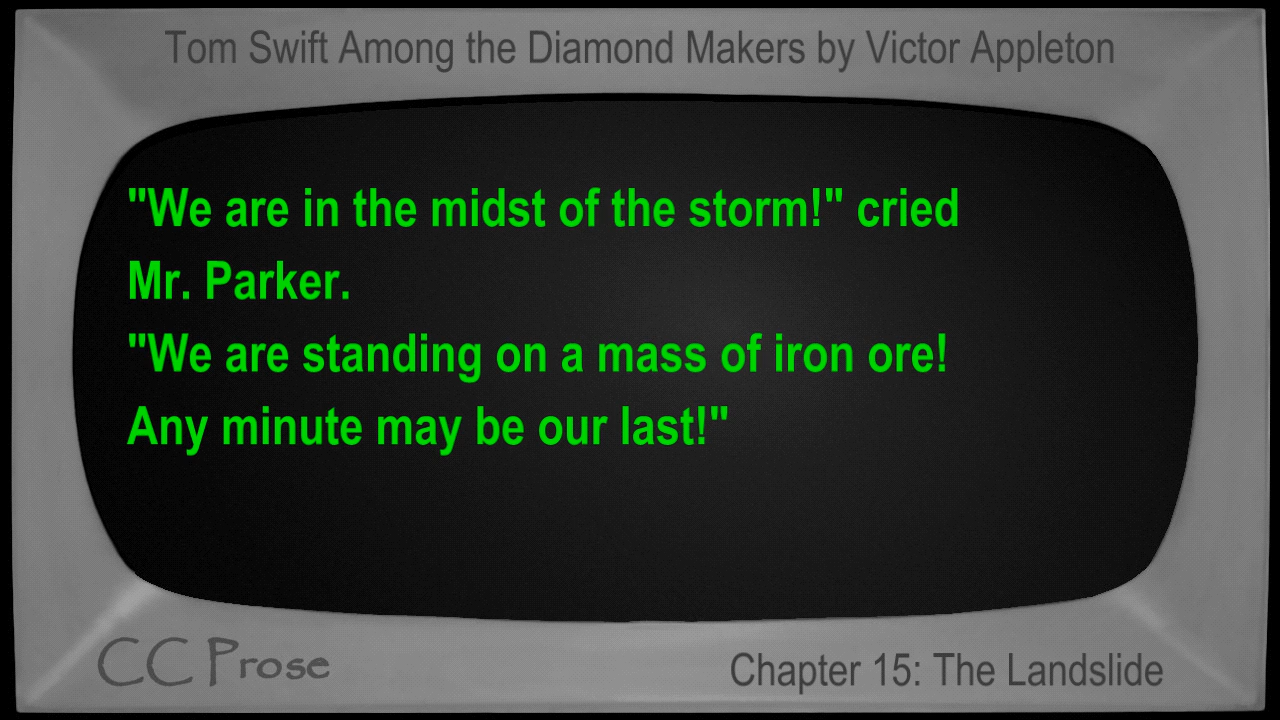 Tom Swift Among the Diamond Makers by Victor Appleton
"We are in the midst of the storm!" cried
Mr. Parker.
"We are standing on a mass of iron ore!
Any minute may be our last!"
CC Prose
Chapter 15: The Landslide